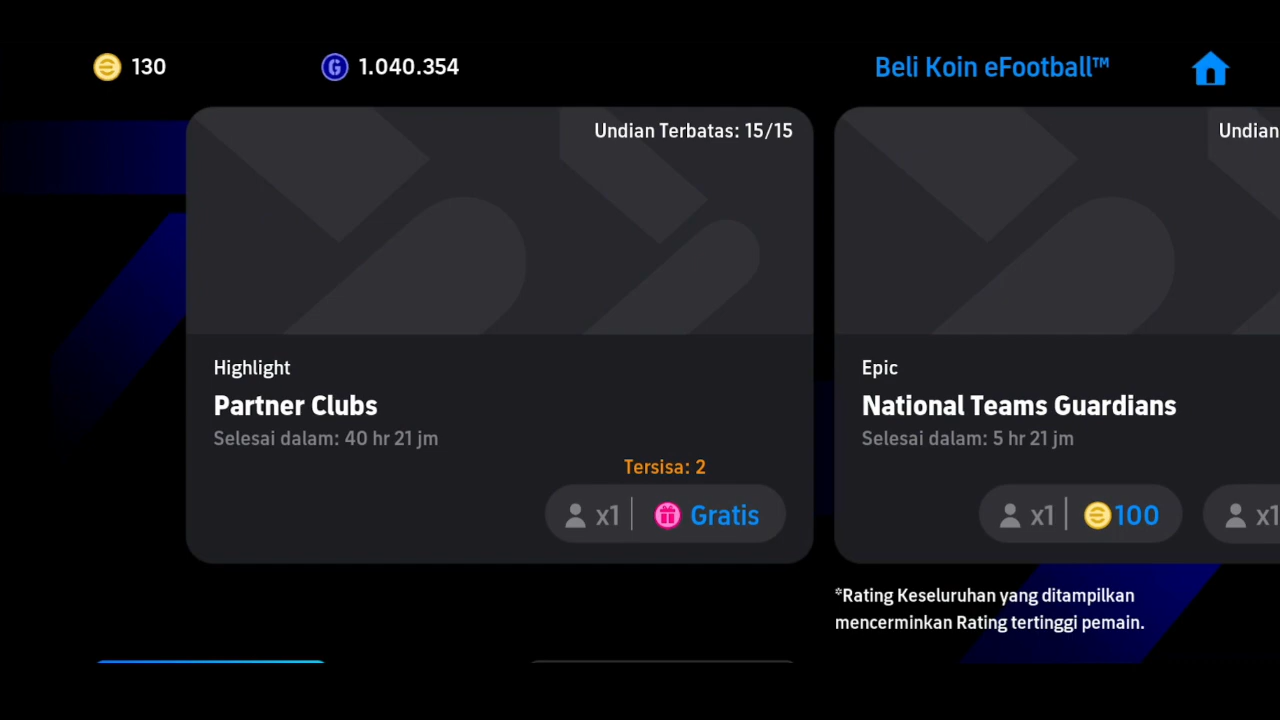 130
1.040.354
Beli Koin eFootball™
Undian Terbatas: 15/15
Highlight
Partner Clubs
Selesai dalam: 40 hr 21 jm
Tersisa: 2
x1
Gratis
Undian
Epic
National Teams Guardians
Selesai dalam: 5 hr 21 jm
x1
100
x1
*Rating Keseluruhan yang ditampilkan
mencerminkan Rating tertinggi pemain.